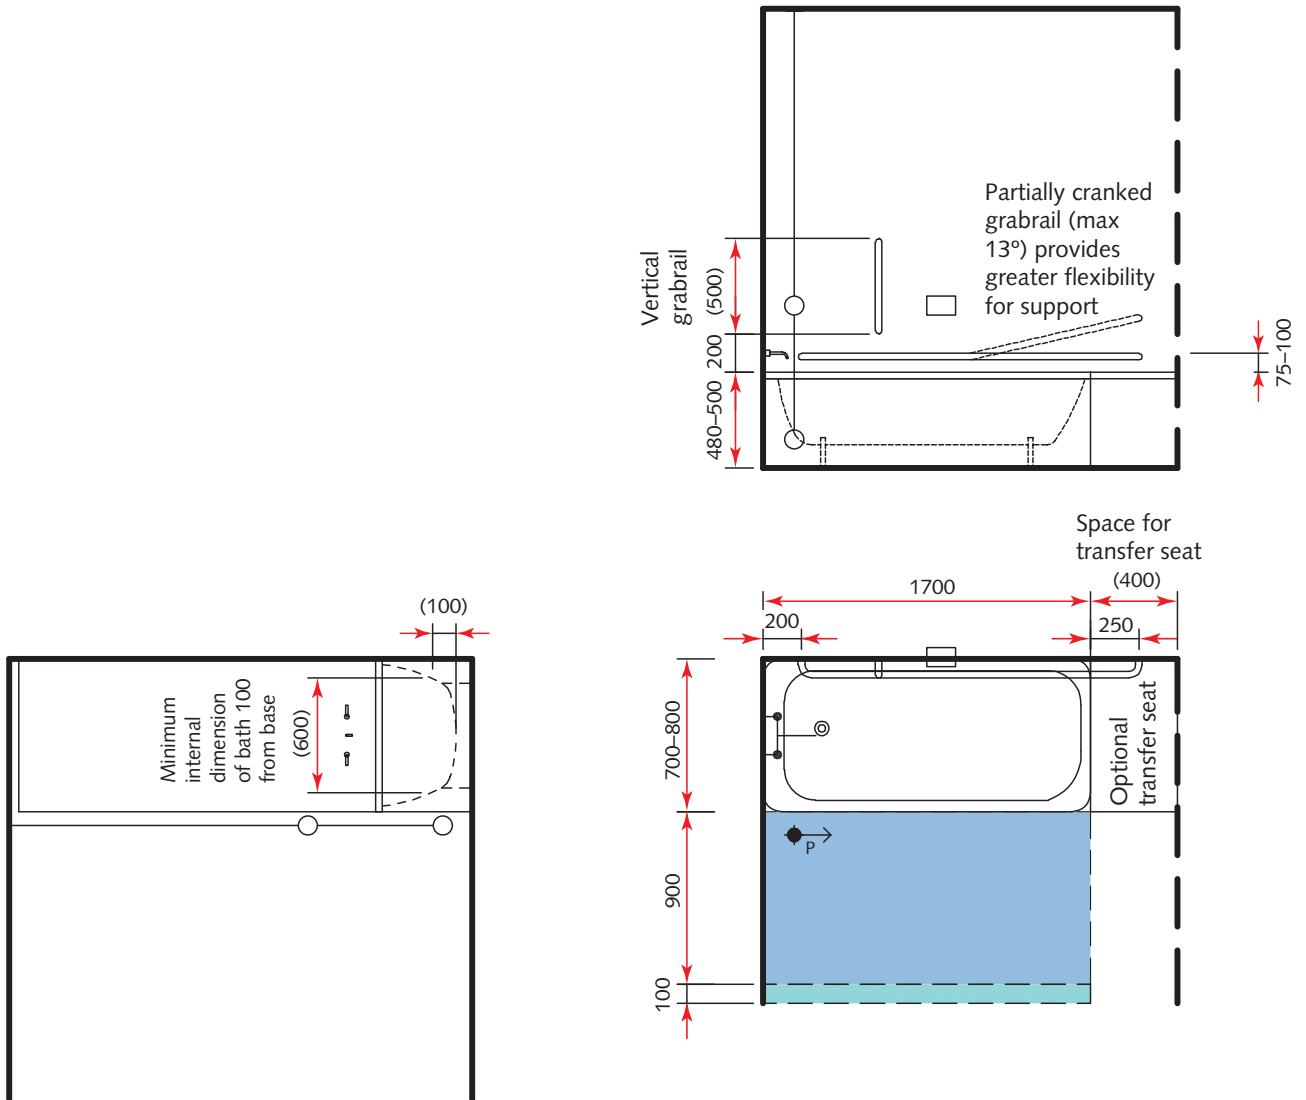 Partially cranked
grabrail (max
13º) provides
greater flexibility
for support
Vertical
grabrail
(500)
200
480–500
75–100
Space for
transfer seat
(400)
1700
200
250
700–800
900
100
Optional
transfer seat
P
(100)
Minimum
internal
dimension
of bath 100
from base
(600)